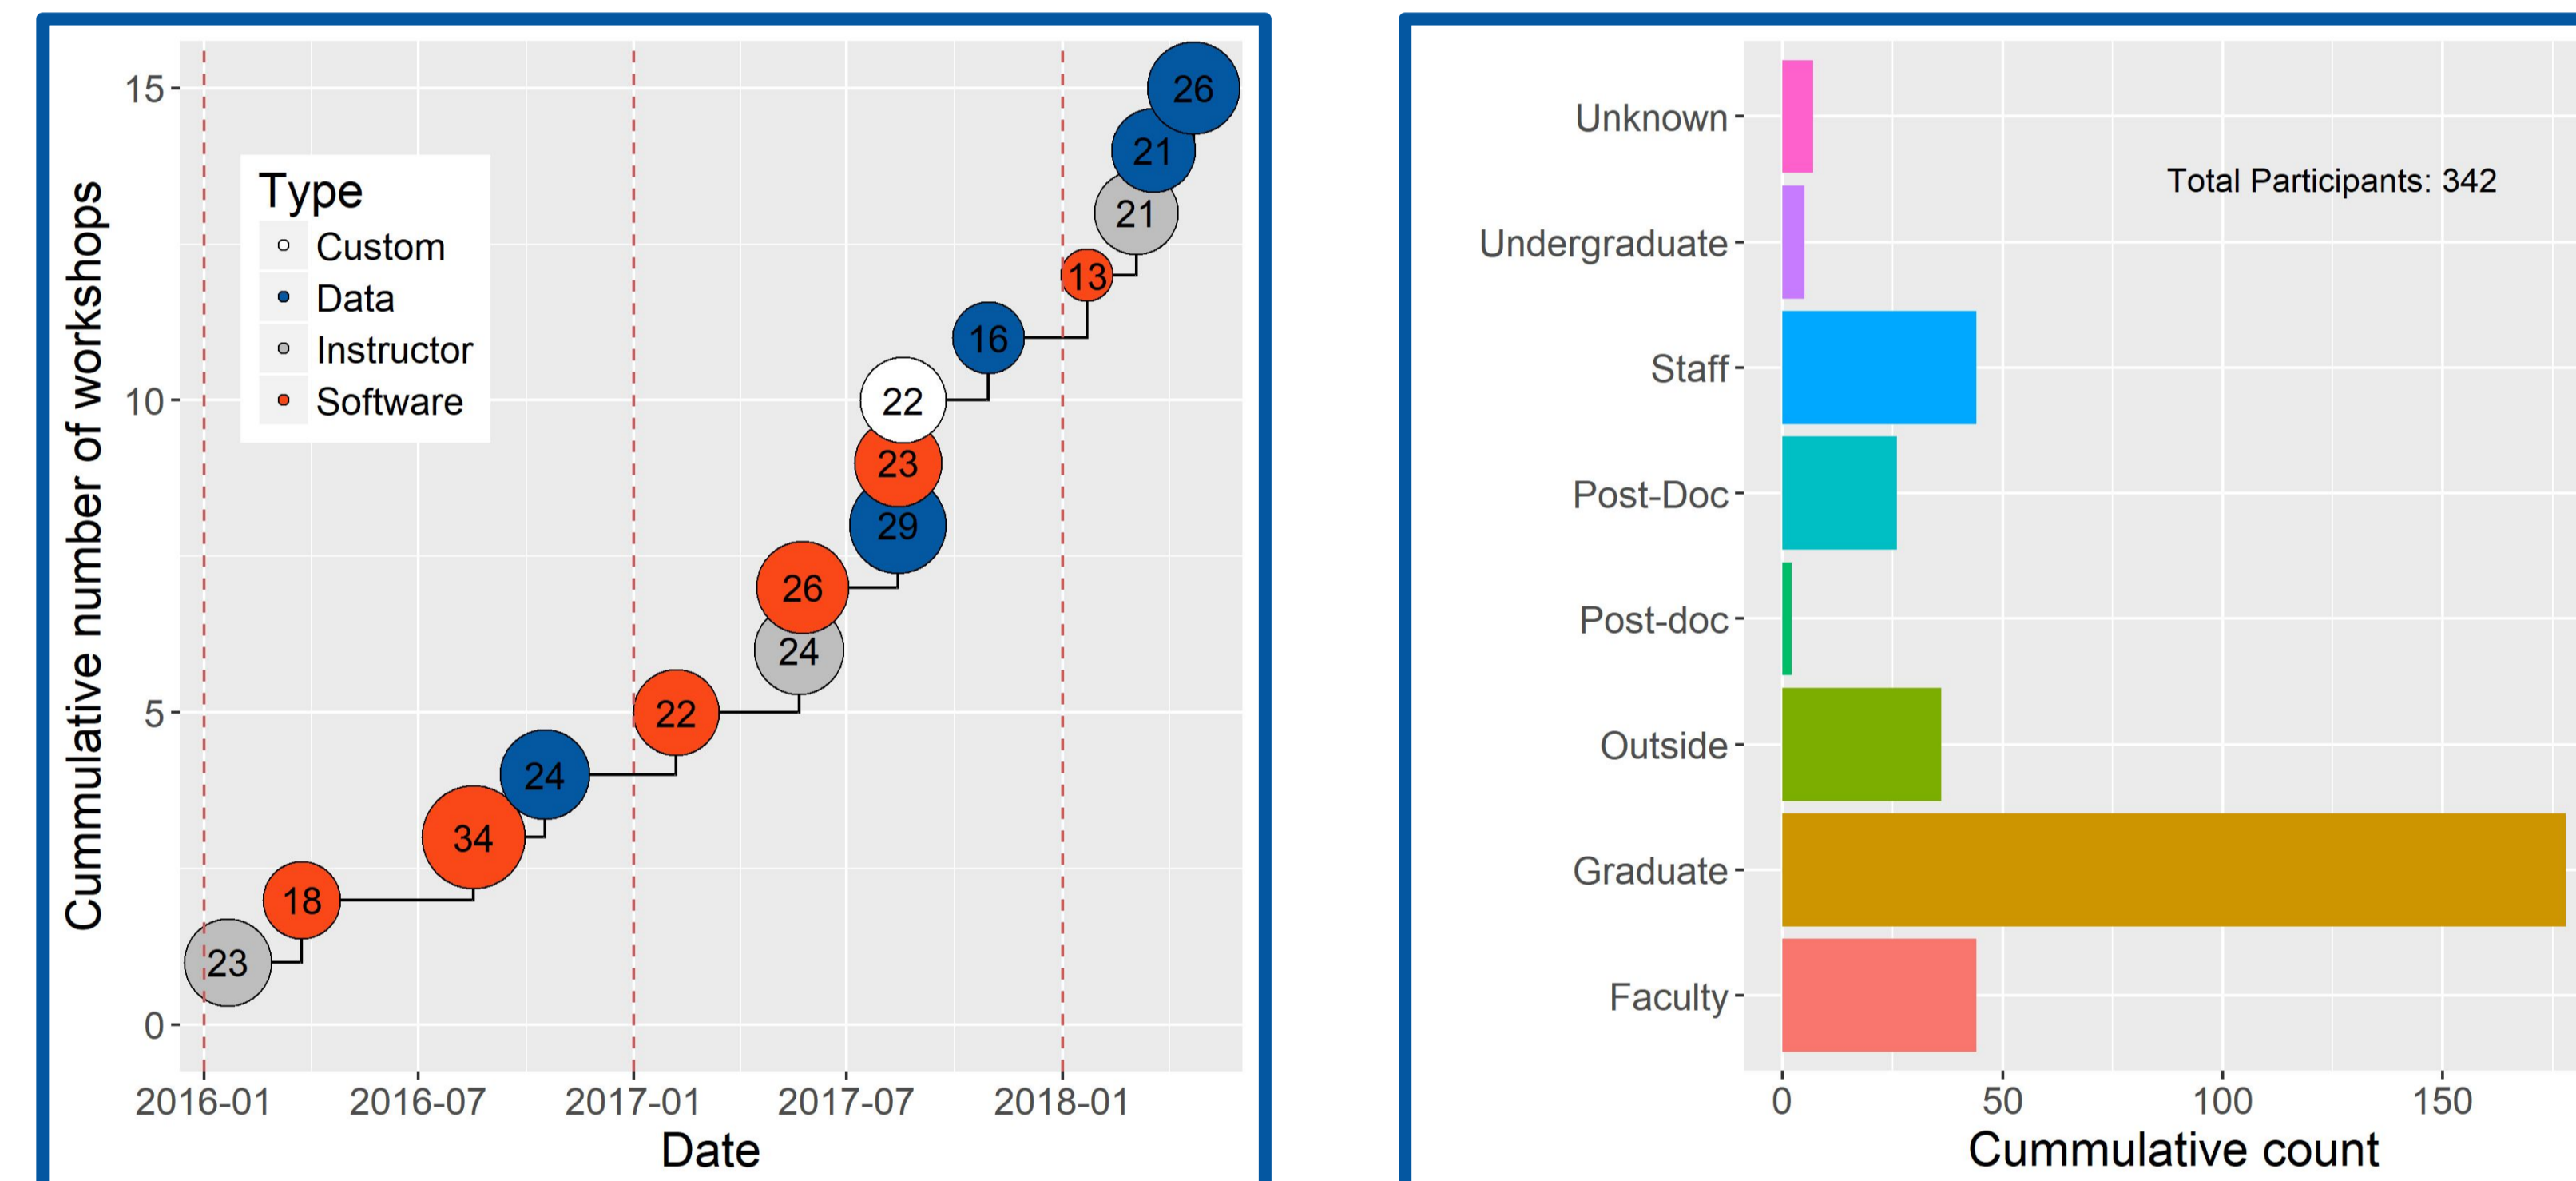 Cummulative number of workshops
15
10
5
0
Type
Custom
Data
Instructor
Software
26
21
21
13
16
22
23
29
26
24
22
24
34
18
23
2016-01 2016-07 2017-01 2017-07 2018-01
Date
Unknown
Total Participants: 342
Undergraduate
Staff
Post-Doc
Post-doc
Outside
Graduate
Faculty
0 50 100 150
Cummulative count